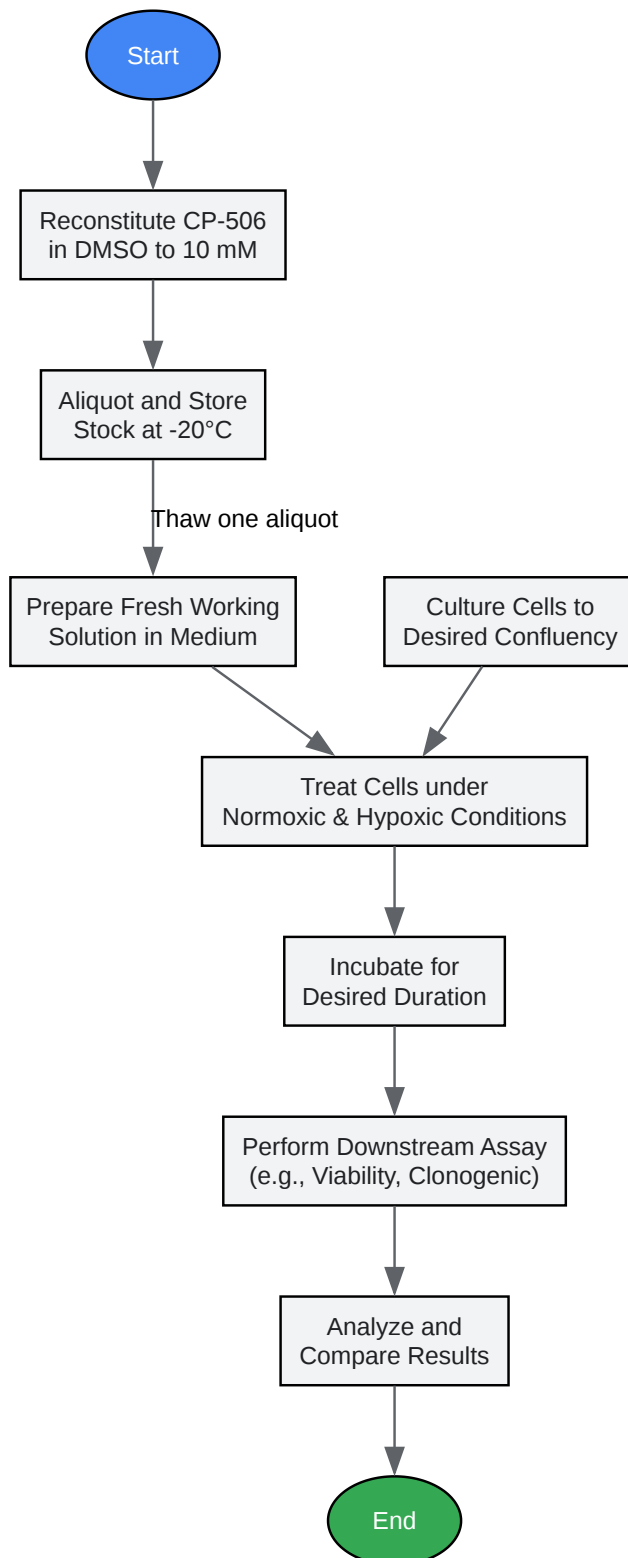 Start
Reconstitute CP-506
in DMSO to 10 mM
Aliquot and Store
Stock at -20°C
Thaw one aliquot
Prepare Fresh Working
Solution in Medium
Culture Cells to
Desired Confluency
Treat Cells under
Normoxic & Hypoxic Conditions
Incubate for
Desired Duration
Perform Downstream Assay
(e.g., Viability, Clonogenic)
Analyze and
Compare Results
End